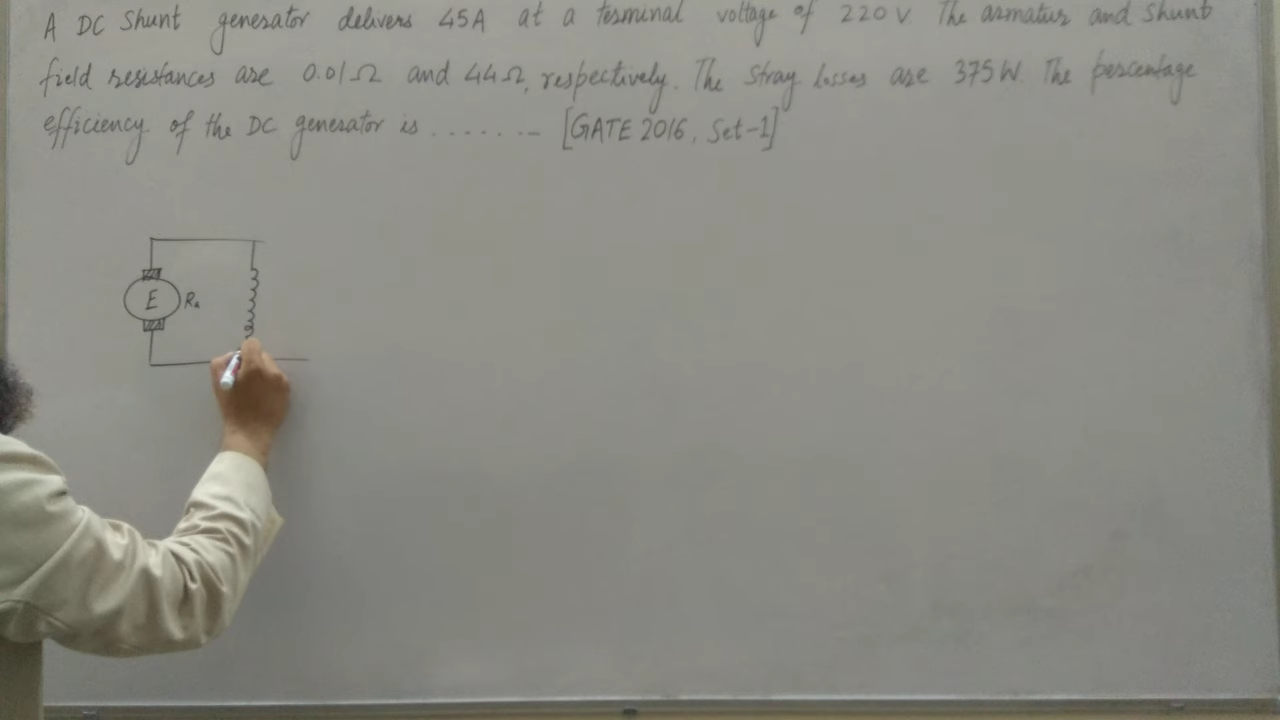 A DC Shunt generator delivers 45A at a terminal voltage of 220 V. The armatur and shunt
field resistances are 0.01Ω and 44Ω, respectively. The stray losses are 375 W. The percentage
efficiency of the DC generator is ....... [GATE 2016, Set-1]
E Ra